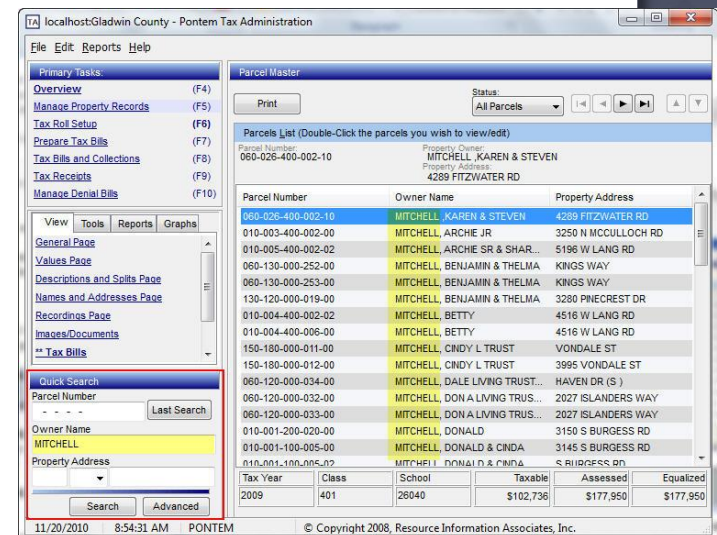 TA localhost:Gladwin County - Pontem Tax Administration
File Edit Reports Help
Primary Tasks:
Overview (F4)
Manage Property Records (F5)
Tax Roll Setup (F6)
Prepare Tax Bills (F7)
Tax Bills and Collections (F8)
Tax Receipts (F9)
Manage Denial Bills (F10)
View Tools Reports Graphs
General Page
Values Page
Descriptions and Splits Page
Names and Addresses Page
Recordings Page
Images/Documents
** Tax Bills
Quick Search
Parcel Number
- - - - Last Search
Owner Name
MITCHELL
Property Address
Search Advanced
Parcel Master
Print
Status:
All Parcels
Parcels List (Double-Click the parcels you wish to view/edit)
Parcel Number: Property Owner:
060-026-400-002-10 MITCHELL ,KAREN & STEVEN
Property Address:
4289 FITZWATER RD
Parcel Number Owner Name Property Address
060-026-400-002-10 MITCHELL ,KAREN & STEVEN 4289 FITZWATER RD
010-003-400-002-00 MITCHELL, ARCHIE JR 3250 N MCCULLOCH RD
010-005-400-002-02 MITCHELL, ARCHIE SR & SHAR... 5196 W LANG RD
060-130-000-252-00 MITCHELL, BENJAMIN & THELMA KINGS WAY
060-130-000-253-00 MITCHELL, BENJAMIN & THELMA KINGS WAY
130-120-000-019-00 MITCHELL, BENJAMIN & THELMA 3280 PINECREST DR
010-004-400-002-02 MITCHELL, BETTY 4516 W LANG RD
010-004-400-006-00 MITCHELL, BETTY 4516 W LANG RD
150-180-000-011-00 MITCHELL, CINDY L TRUST VONDALE ST
150-180-000-012-00 MITCHELL, CINDY L TRUST 3995 VONDALE ST
060-120-000-034-00 MITCHELL, DALE LIVING TRUST... HAVEN DR (S )
060-120-000-032-00 MITCHELL, DON A LIVING TRUS... 2027 ISLANDERS WAY
060-120-000-033-00 MITCHELL, DON A LIVING TRUS... 2027 ISLANDERS WAY
010-001-200-020-00 MITCHELL, DONALD 3150 S BURGESS RD
010-001-100-005-00 MITCHELL, DONALD & CINDA 3145 S BURGESS RD
010-001-100-005-02 MITCHELL, DONALD & CINDA S BURGESS RD
Tax Year Class School Taxable Assessed Equalized
2009 401 26040 $102,736 $177,950 $177,950
11/20/2010 8:54:31 AM PONTEM © Copyright 2008, Resource Information Associates, Inc.